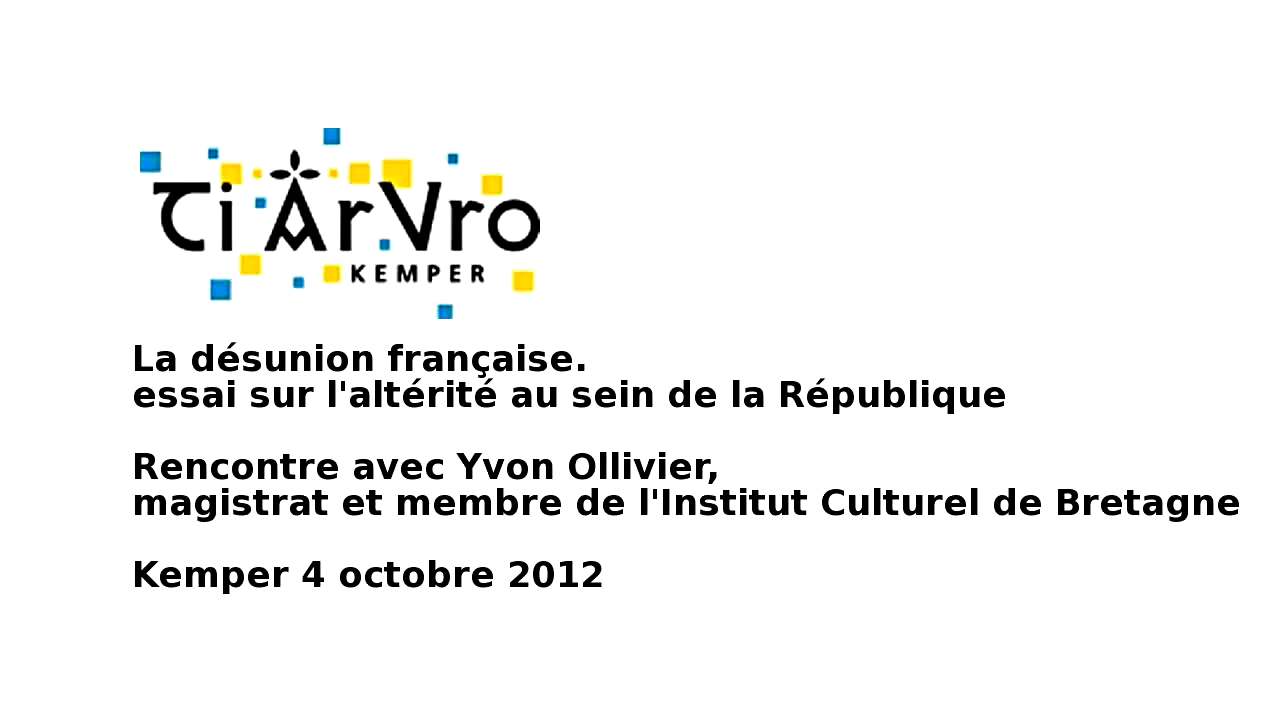 Ti Ar Vro
KEMPER
La désunion française.
essai sur l'altérité au sein de la République
Rencontre avec Yvon Ollivier,
magistrat et membre de l'Institut Culturel de Bretagne
Kemper 4 octobre 2012